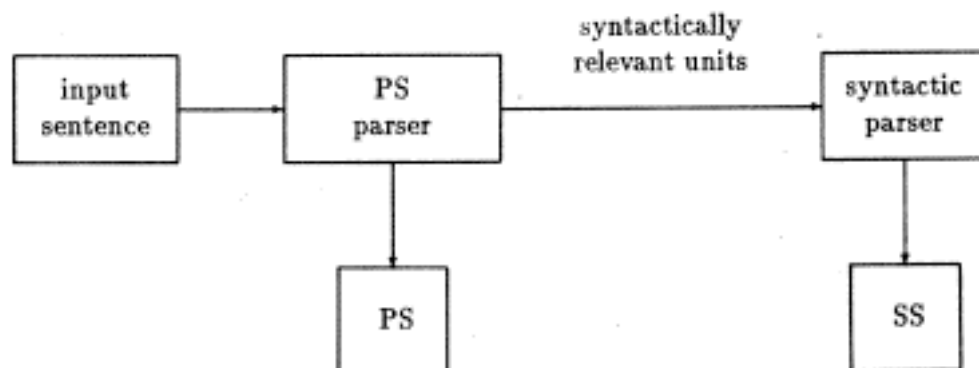 syntactically
relevant units
input
sentence
PS
parser
syntactic
parser
PS
SS